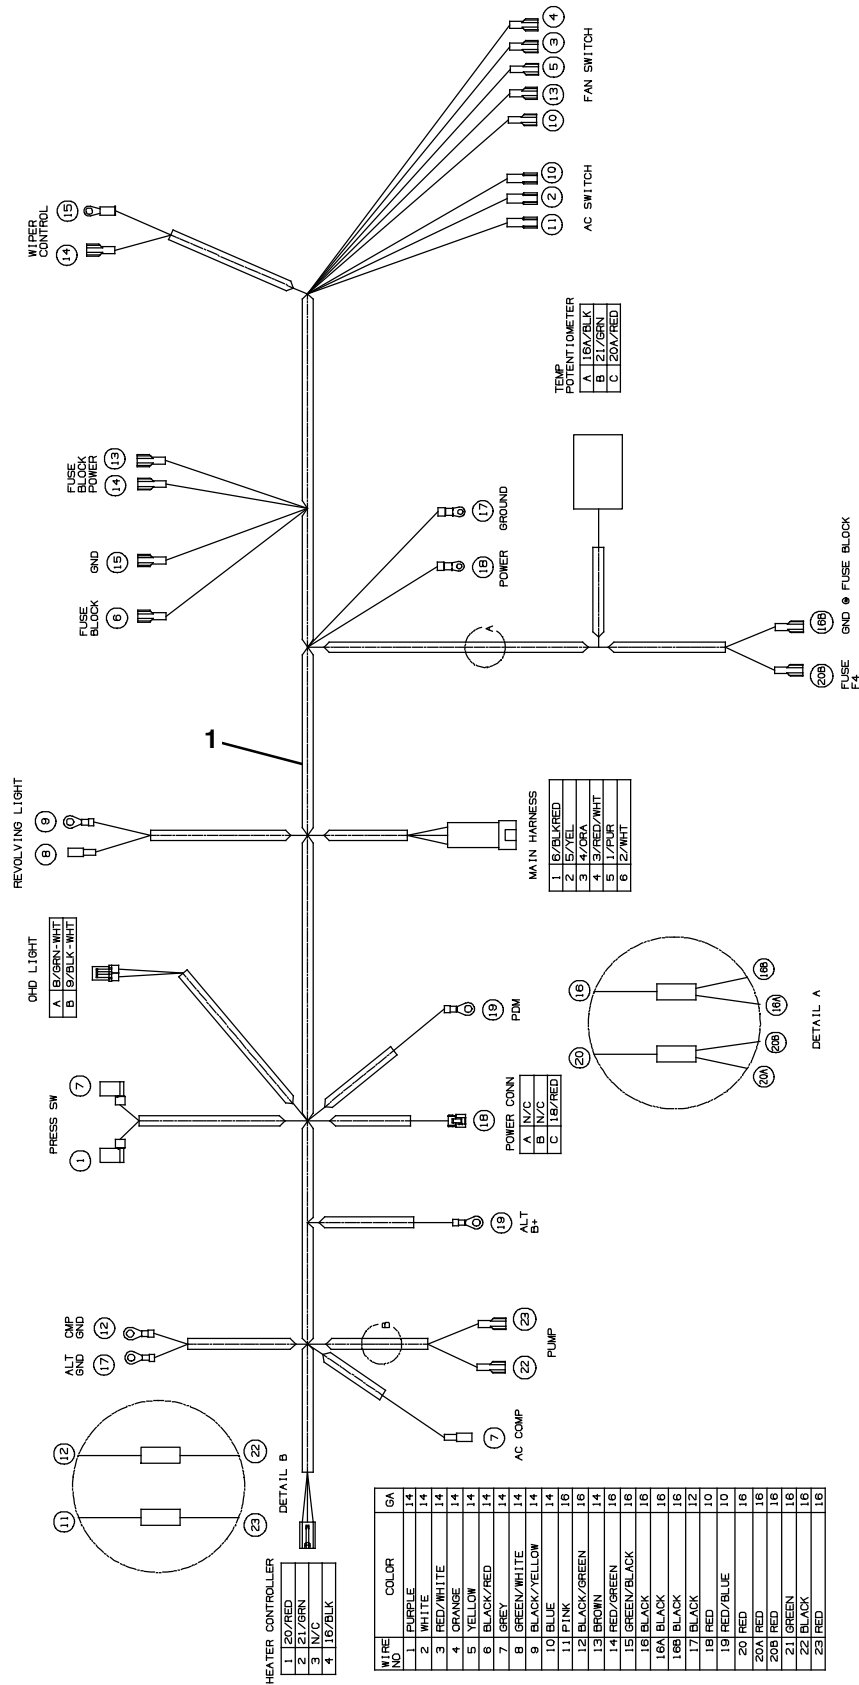 4
3
5
13
10
FAN SWITCH
10
2
11
AC SWITCH
WIPER
CONTROL
15
14
TEMP
POTENTIOMETER
A 16A/BLK
B 21/GRN
C 20A/RED
FUSE
BLOCK
POWER
13
14
GND
15
FUSE
BLOCK
6
17
GROUND
18
POWER
A
16B
GND @ FUSE BLOCK
20B
FUSE
F4
1
REVOLVING LIGHT
9
8
MAIN HARNESS
1 6/BLKRED
2 5/YEL
3 4/ORA
4 3/RED/WHT
5 1/PUR
6 2/WHT
OHD LIGHT
A 8/GRN-WHT
B 9/BLK-WHT
PRESS SW
7
1
19
PDM
18
POWER CONN
A N/C
B N/C
C 18/RED
16
16B
16A
20
20B
20A
DETAIL A
19
ALT
B+
CMP
GND
12
ALT
GND
17
B
23
22
PUMP
7
AC COMP
12
22
11
23
DETAIL B
HEATER CONTROLLER
1 20/RED
2 21/GRN
3 N/C
4 16/BLK
WIRE NO COLOR GA
1 PURPLE 14
2 WHITE 14
3 RED/WHITE 14
4 ORANGE 14
5 YELLOW 14
6 BLACK/RED 14
7 GREY 14
8 GREEN/WHITE 14
9 BLACK/YELLOW 14
10 BLUE 14
11 PINK 16
12 BLACK/GREEN 16
13 BROWN 14
14 RED/GREEN 16
15 GREEN/BLACK 16
16 BLACK 16
16A BLACK 16
16B BLACK 16
17 BLACK 12
18 RED 10
19 RED/BLUE 10
20 RED 16
20A RED 16
20B RED 16
21 GREEN 16
22 BLACK 16
23 RED 16